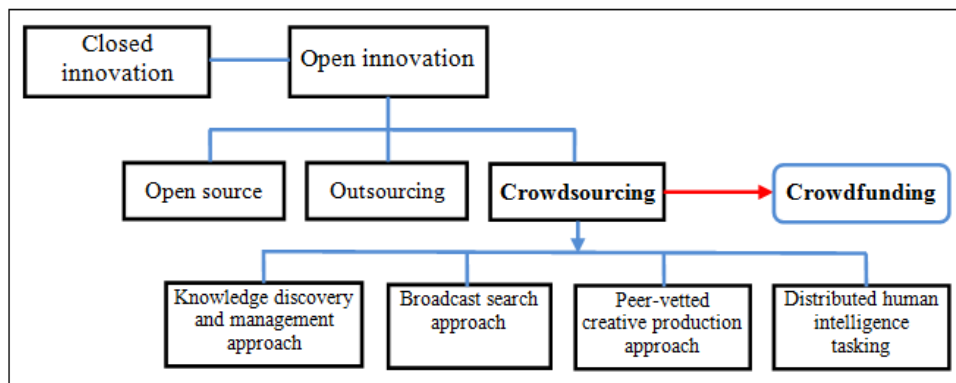 Closed
innovation
Open innovation
Open source
Outsourcing
Crowdsourcing
Crowdfunding
Knowledge discovery
and management
approach
Broadcast search
approach
Peer-vetted
creative production
approach
Distributed human
intelligence
tasking